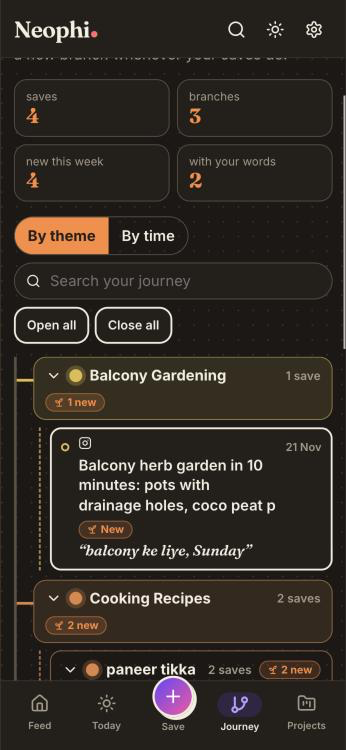 Neophi.
saves
4
branches
3
new this week
4
with your words
2
By theme
By time
Search your journey
Open all
Close all
Balcony Gardening
1 save
1 new
21 Nov
Balcony herb garden in 10
minutes: pots with
drainage holes, coco peat p
New
“balcony ke liye, Sunday”
Cooking Recipes
2 saves
2 new
paneer tikka
2 saves
2 new
Feed
Today
Save
Journey
Projects